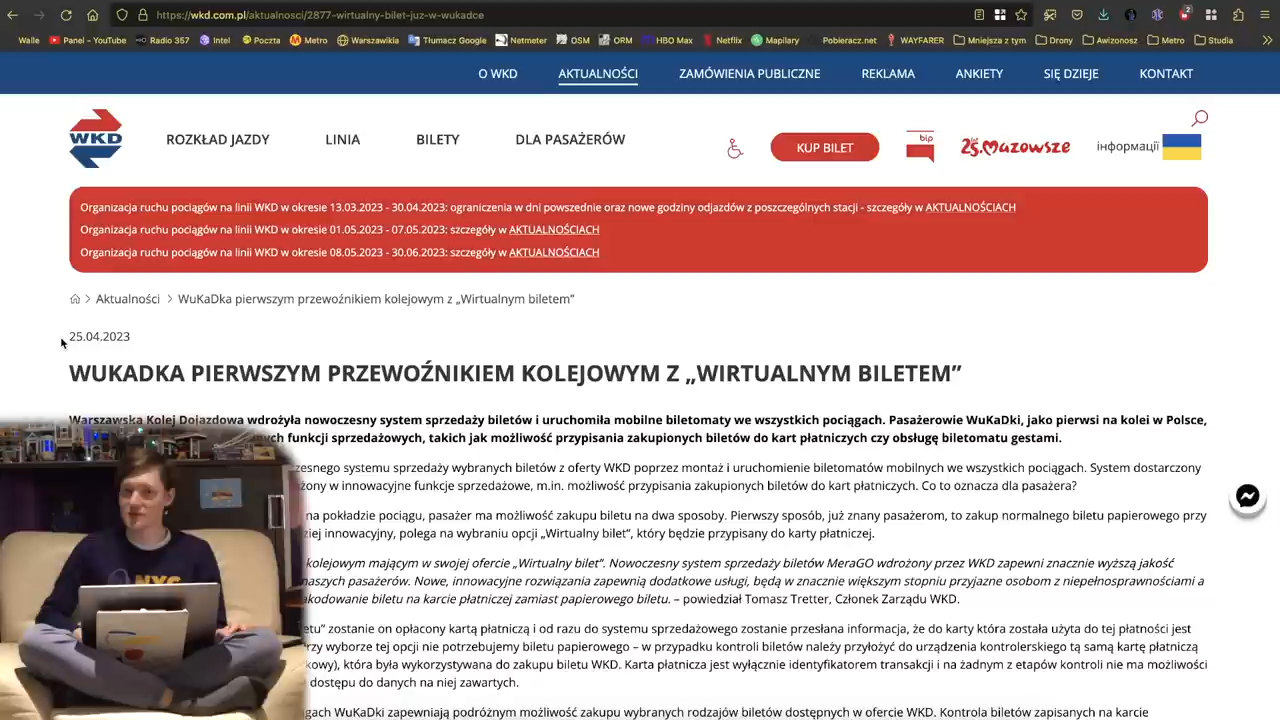 https://wkd.com.pl/aktualnosci/2877-wirtualny-bilet-juz-w-wukadce
2
Walle Panel - YouTube Radio 357 Intel Poczta Metro Warszawikia Tłumacz Google Netmeter OSM ORM HBO Max Netflix Mapilary Pobieracz.net WAYFARER Mniejsza z tym Drony Awizonosz Metro Studia
O WKD AKTUALNOŚCI ZAMÓWIENIA PUBLICZNE REKLAMA ANKIETY SIĘ DZIEJE KONTAKT
WKD ROZKŁAD JAZDY LINIA BILETY DLA PASAŻERÓW KUP BILET bip 25 lat Mazowsze інформації
Organizacja ruchu pociągów na linii WKD w okresie 13.03.2023 - 30.04.2023: ograniczenia w dni powszednie oraz nowe godziny odjazdów z poszczególnych stacji - szczegóły w AKTUALNOŚCIACH
Organizacja ruchu pociągów na linii WKD w okresie 01.05.2023 - 07.05.2023: szczegóły w AKTUALNOŚCIACH
Organizacja ruchu pociągów na linii WKD w okresie 08.05.2023 - 30.06.2023: szczegóły w AKTUALNOŚCIACH
Aktualności WuKaDka pierwszym przewoźnikiem kolejowym z „Wirtualnym biletem”
25.04.2023
WUKADKA PIERWSZYM PRZEWOŹNIKIEM KOLEJOWYM Z „WIRTUALNYM BILETEM”
Warszawska Kolej Dojazdowa wdrożyła nowoczesny system sprzedaży biletów i uruchomiła mobilne biletomaty we wszystkich pociągach. Pasażerowie WuKaDki, jako pierwsi na kolei w Polsce,
funkcji sprzedażowych, takich jak możliwość przypisania zakupionych biletów do kart płatniczych czy obsługę biletomatu gestami.
zesnego systemu sprzedaży wybranych biletów z oferty WKD poprzez montaż i uruchomienie biletomatów mobilnych we wszystkich pociągach. System dostarczony
żony w innowacyjne funkcje sprzedażowe, m.in. możliwość przypisania zakupionych biletów do kart płatniczych. Co to oznacza dla pasażera?
na pokładzie pociągu, pasażer ma możliwość zakupu biletu na dwa sposoby. Pierwszy sposób, już znany pasażerom, to zakup normalnego biletu papierowego przy
ziej innowacyjny, polega na wybraniu opcji „Wirtualny bilet”, który będzie przypisany do karty płatniczej.
kolejowym mającym w swojej ofercie „Wirtualny bilet”. Nowoczesny system sprzedaży biletów MeraGO wdrożony przez WKD zapewni znacznie wyższą jakość
naszych pasażerów. Nowe, innowacyjne rozwiązania zapewnią dodatkowe usługi, będą w znacznie większym stopniu przyjazne osobom z niepełnosprawnościami a
akodowanie biletu na karcie płatniczej zamiast papierowego biletu. – powiedział Tomasz Tretter, Członek Zarządu WKD.
etu” zostanie on opłacony kartą płatniczą i od razu do systemu sprzedażowego zostanie przesłana informacja, że do karty która została użyta do tej płatności jest
rzy wyborze tej opcji nie potrzebujemy biletu papierowego – w przypadku kontroli biletów należy przyłożyć do urządzenia kontrolerskiego tą samą kartę płatniczą
kowy), która była wykorzystywana do zakupu biletu WKD. Karta płatnicza jest wyłącznie identyfikatorem transakcji i na żadnym z etapów kontroli nie ma możliwości
dostępu do danych na niej zawartych.
gach WuKaDki zapewniają podróżnym możliwość zakupu wybranych rodzajów biletów dostępnych w ofercie WKD. Kontrola biletów zapisanych na karcie
NYC